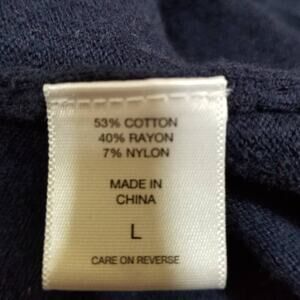 53% COTTON
40% RAYON
7% NYLON
MADE IN
CHINA
L
CARE ON REVERSE